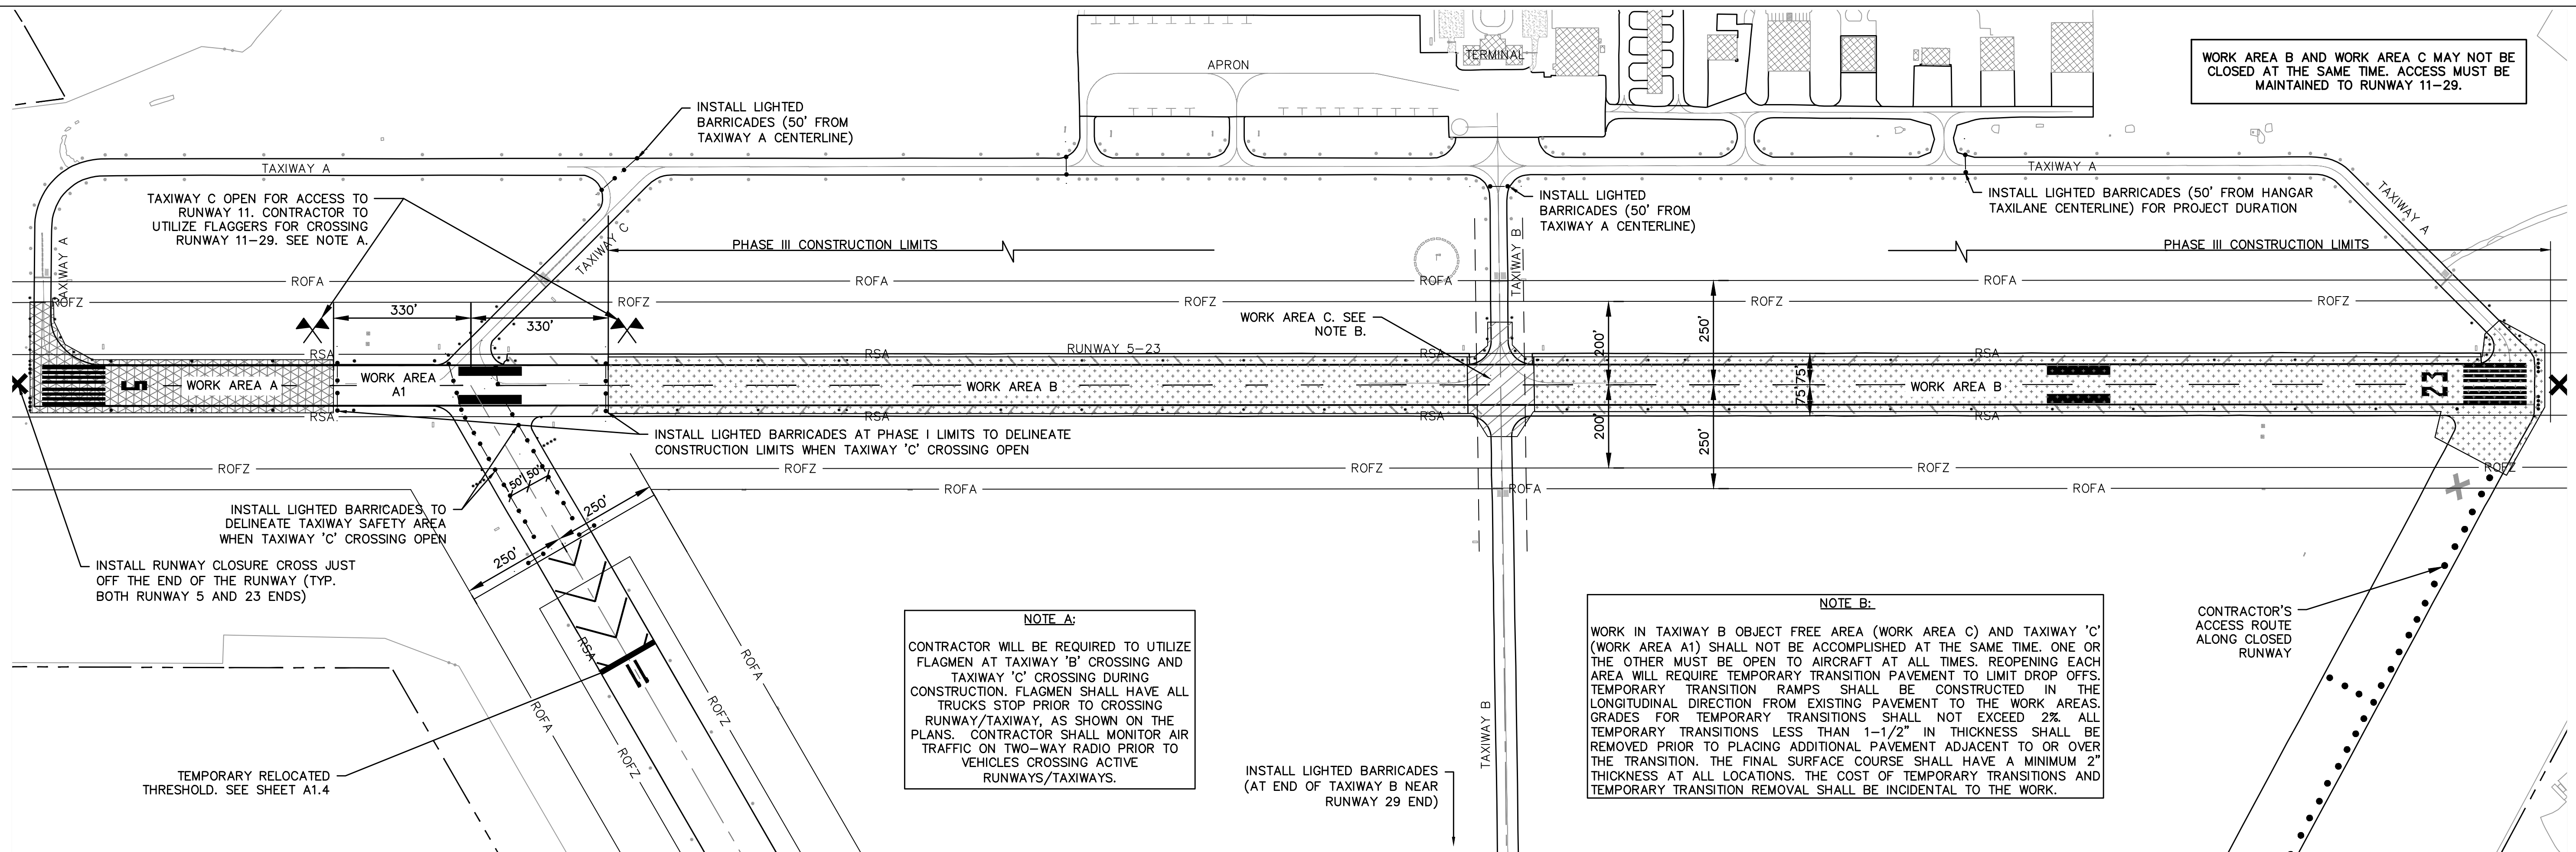 TERMINAL
APRON
WORK AREA B AND WORK AREA C MAY NOT BE
CLOSED AT THE SAME TIME. ACCESS MUST BE
MAINTAINED TO RUNWAY 11-29.
INSTALL LIGHTED
BARRICADES (50' FROM
TAXIWAY A CENTERLINE)
TAXIWAY A
TAXIWAY A
TAXIWAY A
TAXIWAY A
TAXIWAY C OPEN FOR ACCESS TO
RUNWAY 11. CONTRACTOR TO
UTILIZE FLAGGERS FOR CROSSING
RUNWAY 11-29. SEE NOTE A.
TAXIWAY C
INSTALL LIGHTED
BARRICADES (50' FROM
TAXIWAY A CENTERLINE)
INSTALL LIGHTED BARRICADES (50' FROM HANGAR
TAXILANE CENTERLINE) FOR PROJECT DURATION
PHASE III CONSTRUCTION LIMITS
PHASE III CONSTRUCTION LIMITS
TAXIWAY B
ROFA
ROFA
ROFA
ROFA
ROFZ
ROFZ
ROFZ
ROFZ
ROFZ
330'
330'
WORK AREA C. SEE
NOTE B.
200'
250'
RSA
RSA
RUNWAY 5-23
RSA
RSA
5
WORK AREA A
WORK AREA
A1
WORK AREA B
75'
75'
WORK AREA B
23
RSA
RSA
RSA
RSA
200'
250'
INSTALL LIGHTED BARRICADES AT PHASE I LIMITS TO DELINEATE
CONSTRUCTION LIMITS WHEN TAXIWAY 'C' CROSSING OPEN
ROFZ
ROFZ
ROFZ
ROFZ
ROFZ
ROFA
ROFA
ROFA
50'
50'
250'
250'
INSTALL LIGHTED BARRICADES TO
DELINEATE TAXIWAY SAFETY AREA
WHEN TAXIWAY 'C' CROSSING OPEN
INSTALL RUNWAY CLOSURE CROSS JUST
OFF THE END OF THE RUNWAY (TYP.
BOTH RUNWAY 5 AND 23 ENDS)
RSA
ROFA
ROFZ
ROFA
ROFZ
11
TEMPORARY RELOCATED
THRESHOLD. SEE SHEET A1.4
NOTE A:
CONTRACTOR WILL BE REQUIRED TO UTILIZE
FLAGMEN AT TAXIWAY 'B' CROSSING AND
TAXIWAY 'C' CROSSING DURING
CONSTRUCTION. FLAGMEN SHALL HAVE ALL
TRUCKS STOP PRIOR TO CROSSING
RUNWAY/TAXIWAY, AS SHOWN ON THE
PLANS. CONTRACTOR SHALL MONITOR AIR
TRAFFIC ON TWO-WAY RADIO PRIOR TO
VEHICLES CROSSING ACTIVE
RUNWAYS/TAXIWAYS.
TAXIWAY B
INSTALL LIGHTED BARRICADES
(AT END OF TAXIWAY B NEAR
RUNWAY 29 END)
NOTE B:
WORK IN TAXIWAY B OBJECT FREE AREA (WORK AREA C) AND TAXIWAY 'C'
(WORK AREA A1) SHALL NOT BE ACCOMPLISHED AT THE SAME TIME. ONE OR
THE OTHER MUST BE OPEN TO AIRCRAFT AT ALL TIMES. REOPENING EACH
AREA WILL REQUIRE TEMPORARY TRANSITION PAVEMENT TO LIMIT DROP OFFS.
TEMPORARY TRANSITION RAMPS SHALL BE CONSTRUCTED IN THE
LONGITUDINAL DIRECTION FROM EXISTING PAVEMENT TO THE WORK AREAS.
GRADES FOR TEMPORARY TRANSITIONS SHALL NOT EXCEED 2%. ALL
TEMPORARY TRANSITIONS LESS THAN 1-1/2" IN THICKNESS SHALL BE
REMOVED PRIOR TO PLACING ADDITIONAL PAVEMENT ADJACENT TO OR OVER
THE TRANSITION. THE FINAL SURFACE COURSE SHALL HAVE A MINIMUM 2"
THICKNESS AT ALL LOCATIONS. THE COST OF TEMPORARY TRANSITIONS AND
TEMPORARY TRANSITION REMOVAL SHALL BE INCIDENTAL TO THE WORK.
CONTRACTOR'S
ACCESS ROUTE
ALONG CLOSED
RUNWAY